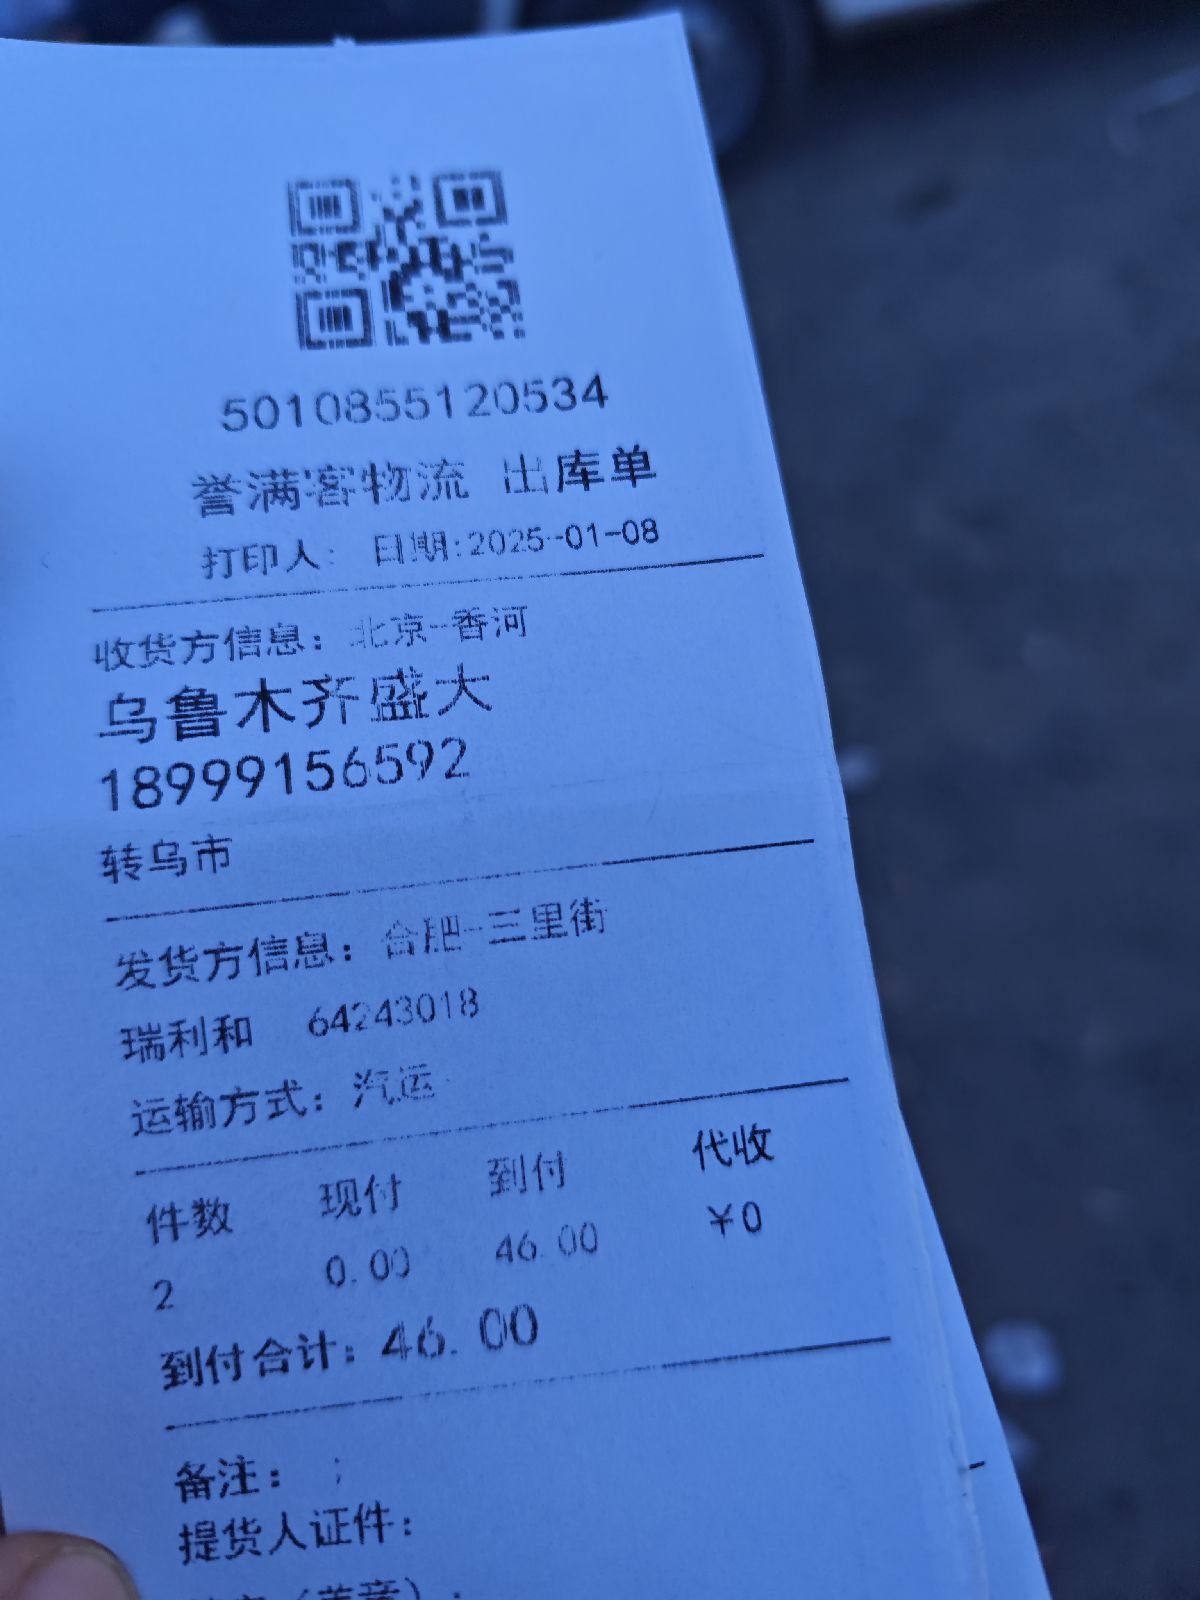 5010855120534
誉满客物流 出库单
打印人: 日期:2025-01-08
收货方信息: 北京-香河
乌鲁木齐盛大
18999156592
转乌市
发货方信息: 合肥-三里街
瑞利和 64243018
运输方式: 汽运
件数 现付 到付 代收
2 0.00 46.00 ¥0
到付合计: 46.00
备注: ;
提货人证件: